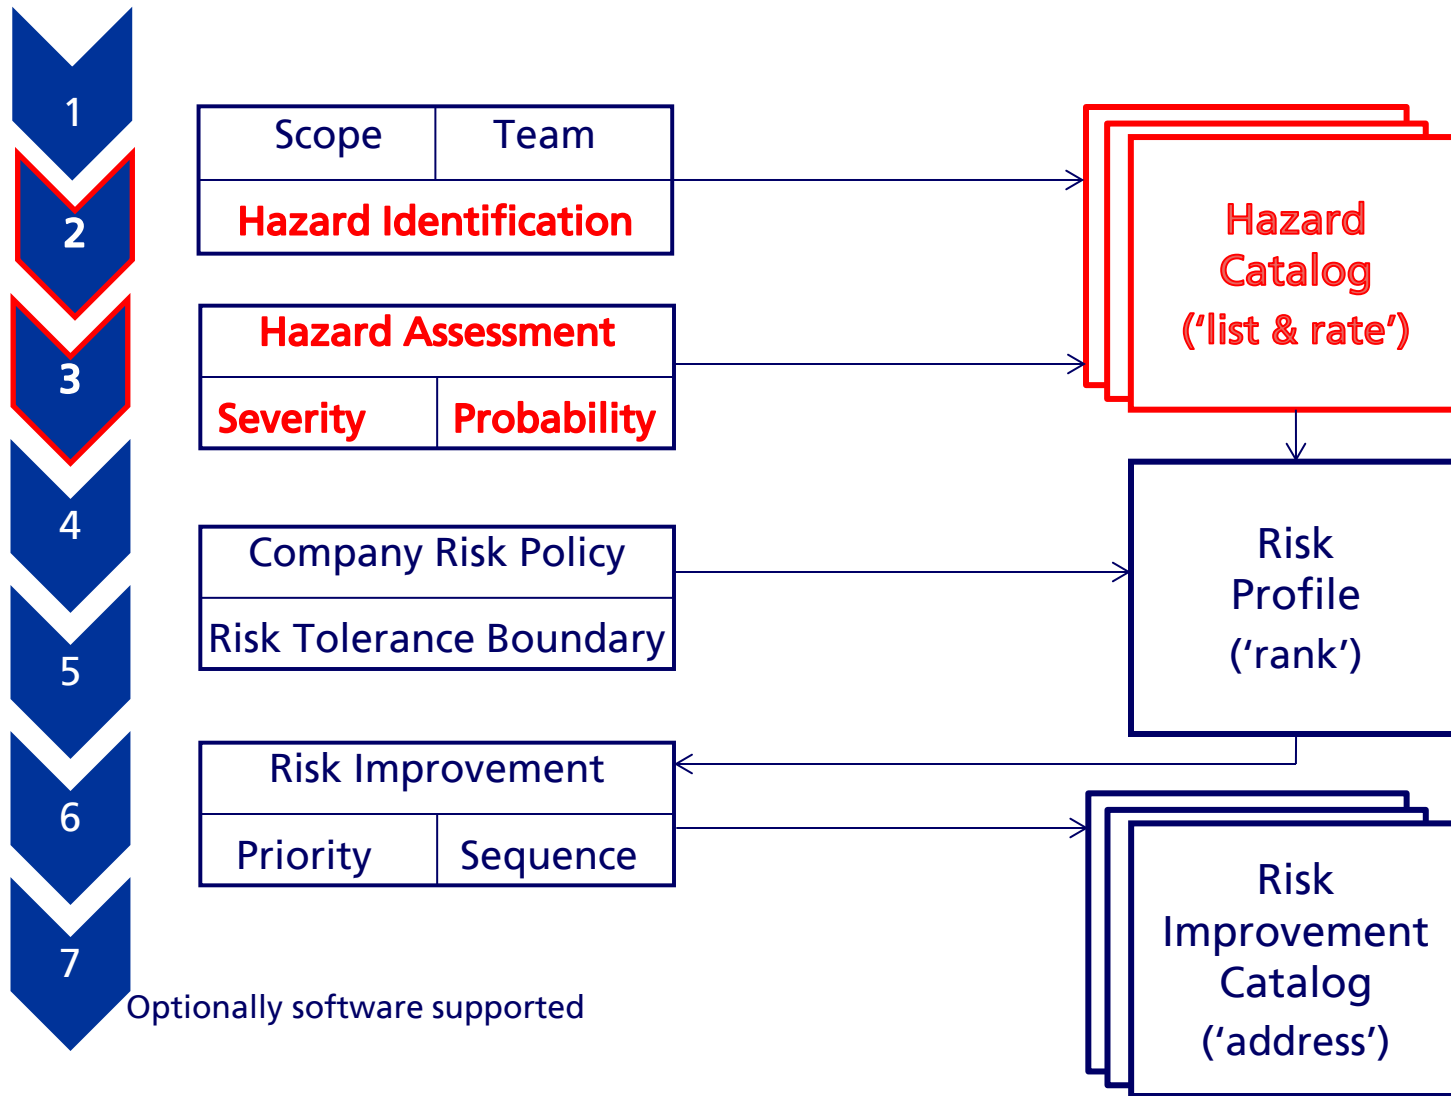 1
2
3
4
5
6
7
Scope
Team
Hazard Identification
Hazard Assessment
Severity
Probability
Company Risk Policy
Risk Tolerance Boundary
Risk Improvement
Priority
Sequence
Optionally software supported
Hazard
Catalog
(‘list & rate’)
Risk
Profile
(‘rank’)
Risk
Improvement
Catalog
(‘address’)